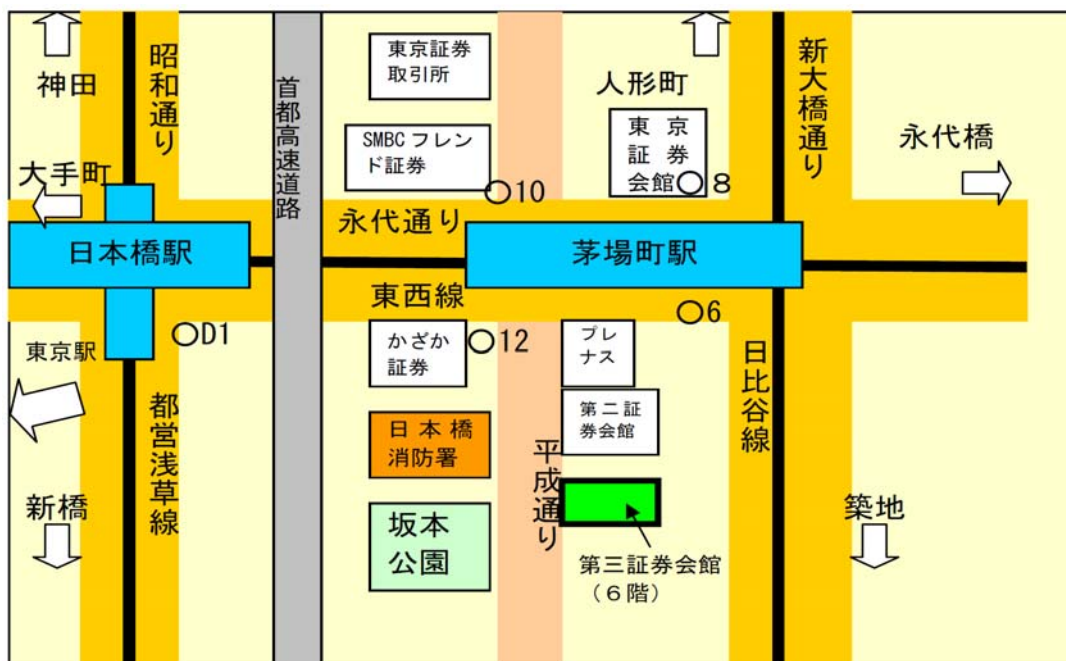 神田
昭和通り
首都高速道路
東京証券
取引所
人形町
新大橋通り
SMBCフレン
ド証券
東京
証券
会館
8
永代橋
大手町
10
永代通り
日本橋駅
茅場町駅
東西線
D1
かざか
証券
12
プレ
ナス
6
東京駅
第二証
券会館
日比谷線
都営浅草線
日本橋
消防署
平成通り
新橋
坂本
公園
築地
第三証券会館
(6階)